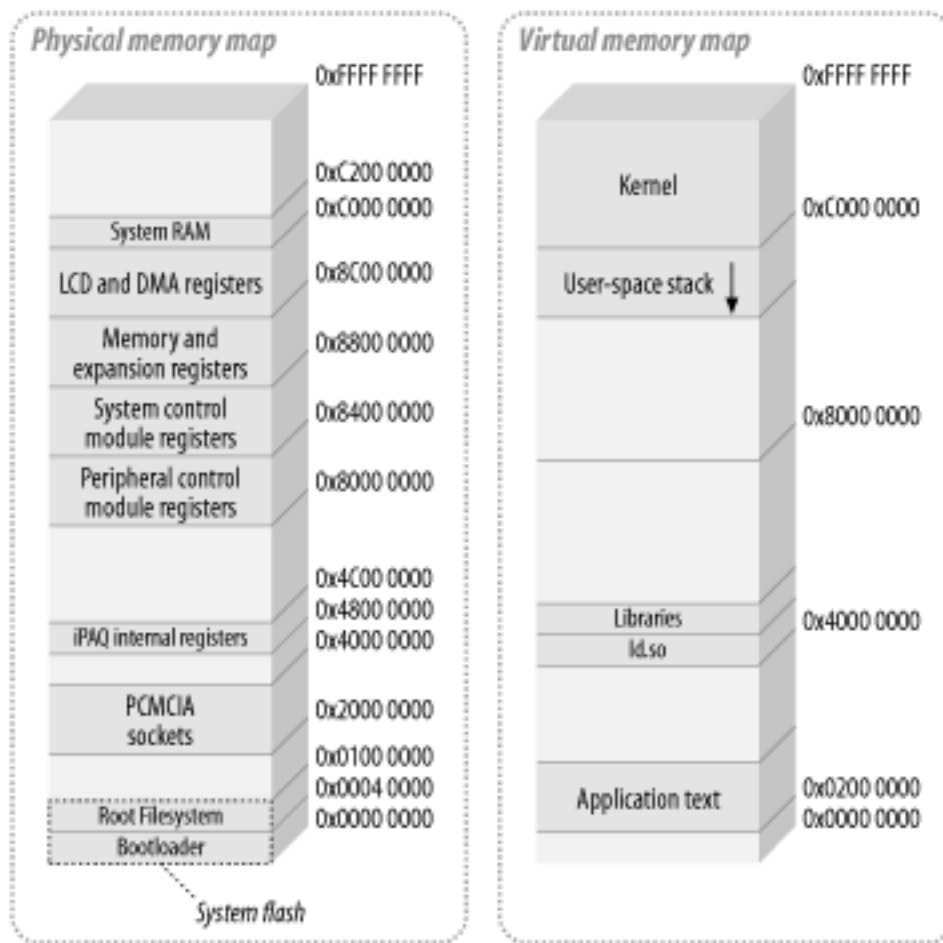 Physical memory map
0xFFFF FFFF
0xC200 0000
0xC000 0000
System RAM
LCD and DMA registers
0x8C00 0000
Memory and
expansion registers
0x8800 0000
System control
module registers
0x8400 0000
Peripheral control
module registers
0x8000 0000
0x4C00 0000
0x4800 0000
iPAQ internal registers
0x4000 0000
PCMCIA
sockets
0x2000 0000
0x0100 0000
0x0004 0000
Root Filesystem
0x0000 0000
Bootloader
System flash
Virtual memory map
0xFFFF FFFF
Kernel
0xC000 0000
User-space stack
0x8000 0000
Libraries
0x4000 0000
ld.so
Application text
0x0200 0000
0x0000 0000